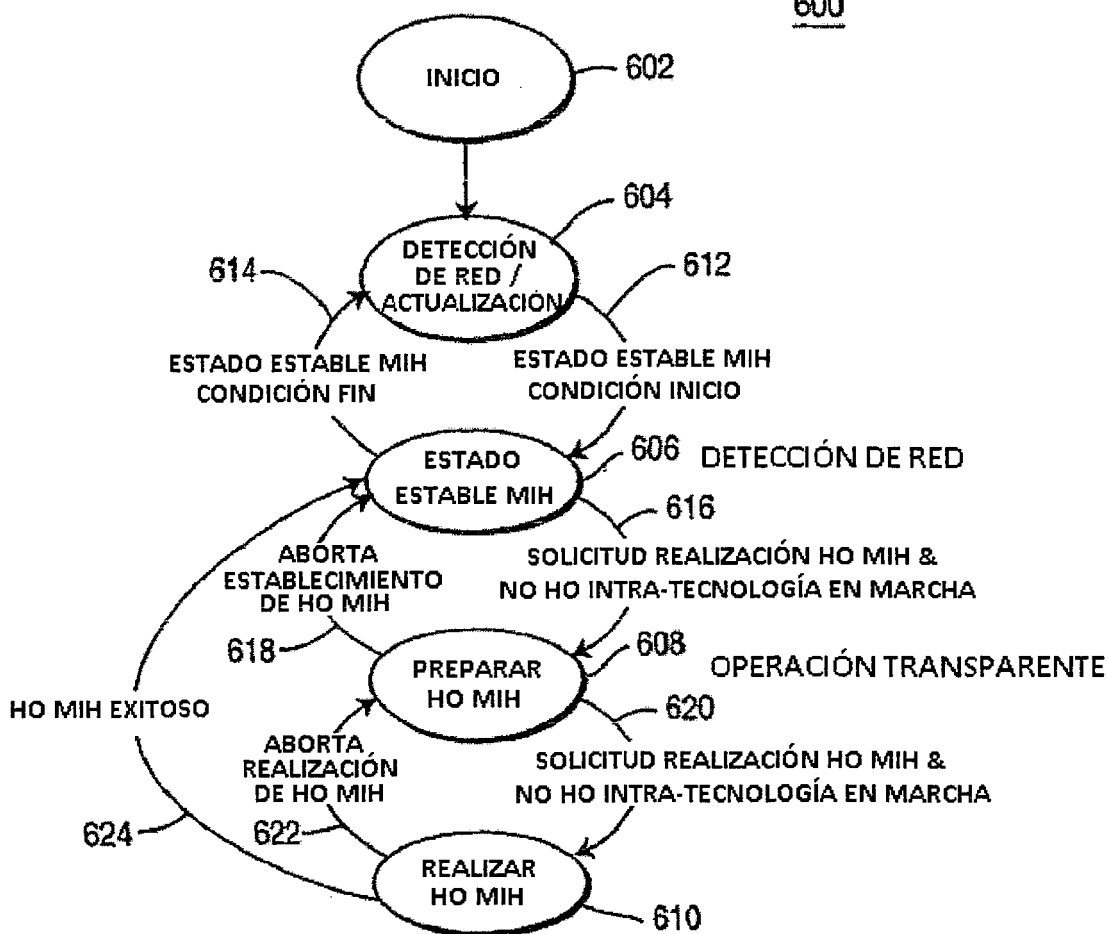 600
INICIO
602
604
DETECCIÓN
DE RED /
ACTUALIZACIÓN
614
612
ESTADO ESTABLE MIH
CONDICIÓN FIN
ESTADO ESTABLE MIH
CONDICIÓN INICIO
ESTADO
ESTABLE MIH
606
DETECCIÓN DE RED
616
ABORTA
ESTABLECIMIENTO
DE HO MIH
SOLICITUD REALIZACIÓN HO MIH &
NO HO INTRA-TECNOLOGÍA EN MARCHA
618
PREPARAR
HO MIH
608
OPERACIÓN TRANSPARENTE
620
HO MIH EXITOSO
ABORTA
REALIZACIÓN
DE HO MIH
SOLICITUD REALIZACIÓN HO MIH &
NO HO INTRA-TECNOLOGÍA EN MARCHA
624
622
REALIZAR
HO MIH
610